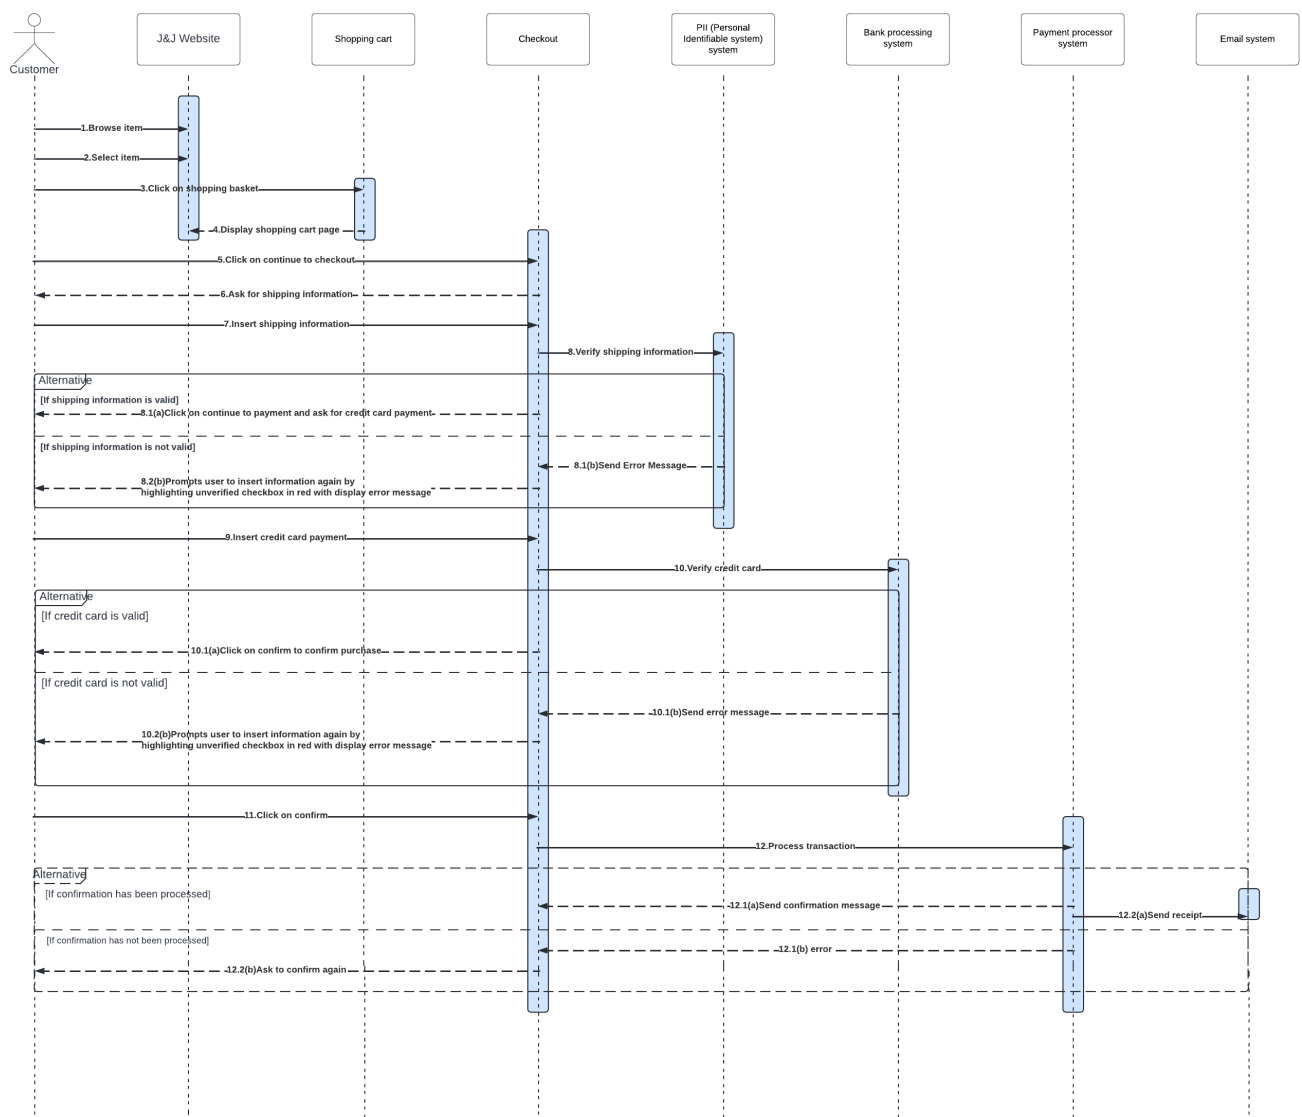 Customer
J&J Website
Shopping cart
Checkout
PII (Personal
Identifiable system)
system
Bank processing
system
Payment processor
system
Email system
1.Browse item
2.Select item
3.Click on shopping basket
4.Display shopping cart page
5.Click on continue to checkout
6.Ask for shipping information
7.Insert shipping information
8.Verify shipping information
Alternative
[If shipping information is valid]
8.1(a)Click on continue to payment and ask for credit card payment
[If shipping information is not valid]
8.1(b)Send Error Message
8.2(b)Prompts user to insert information again by
highlighting unverified checkbox in red with display error message
9.Insert credit card payment
10.Verify credit card
Alternative
[If credit card is valid]
10.1(a)Click on confirm to confirm purchase
[If credit card is not valid]
10.1(b)Send error message
10.2(b)Prompts user to insert information again by
highlighting unverified checkbox in red with display error message
11.Click on confirm
12.Process transaction
Alternative
[If confirmation has been processed]
12.1(a)Send confirmation message
12.2(a)Send receipt
[If confirmation has not been processed]
12.1(b) error
12.2(b)Ask to confirm again